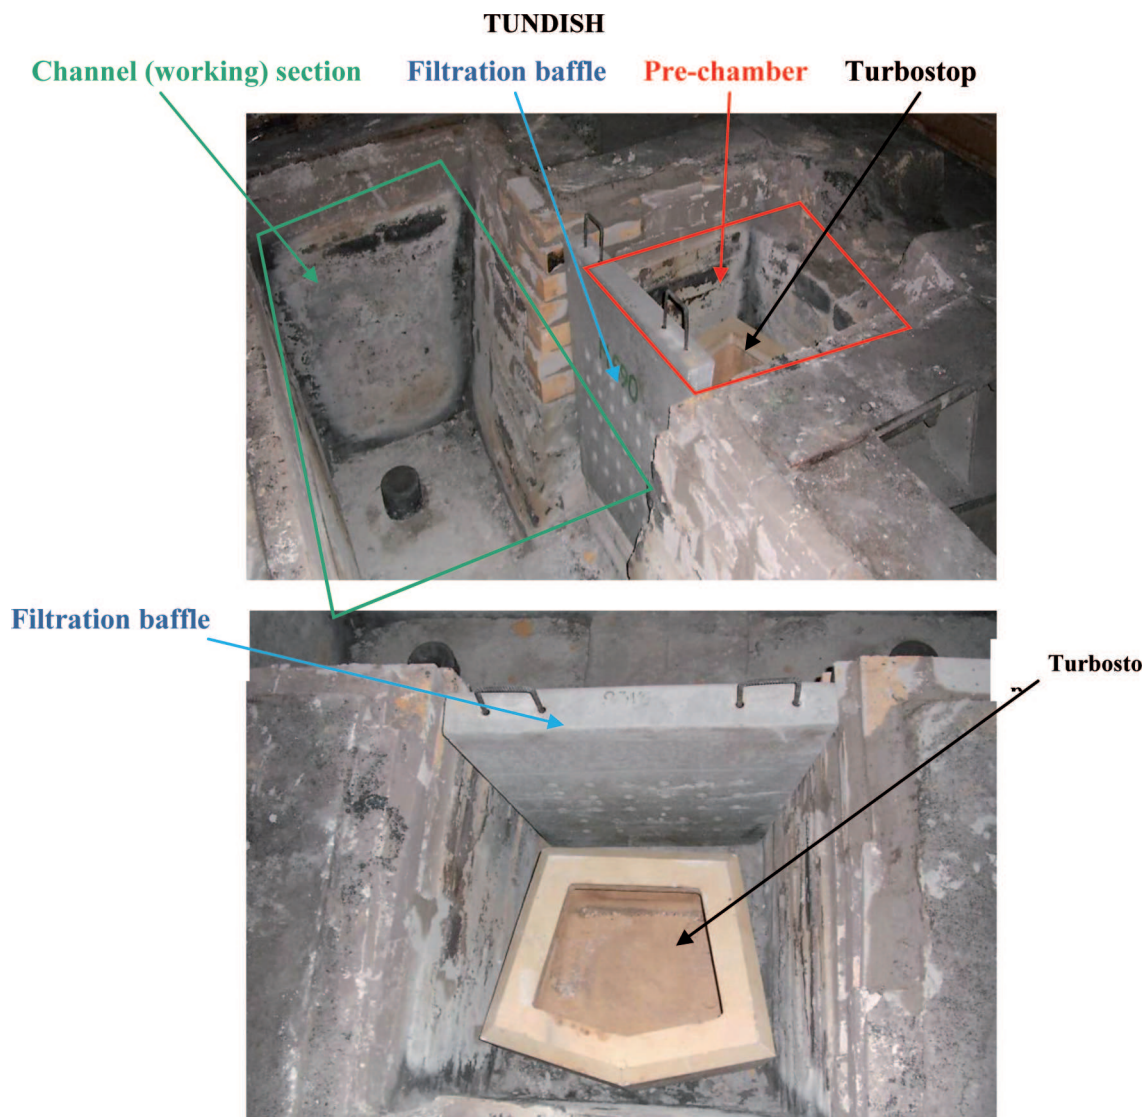 TUNDISH
Channel (working) section
Filtration baffle
Pre-chamber
Turbostop
Filtration baffle
Turbosto